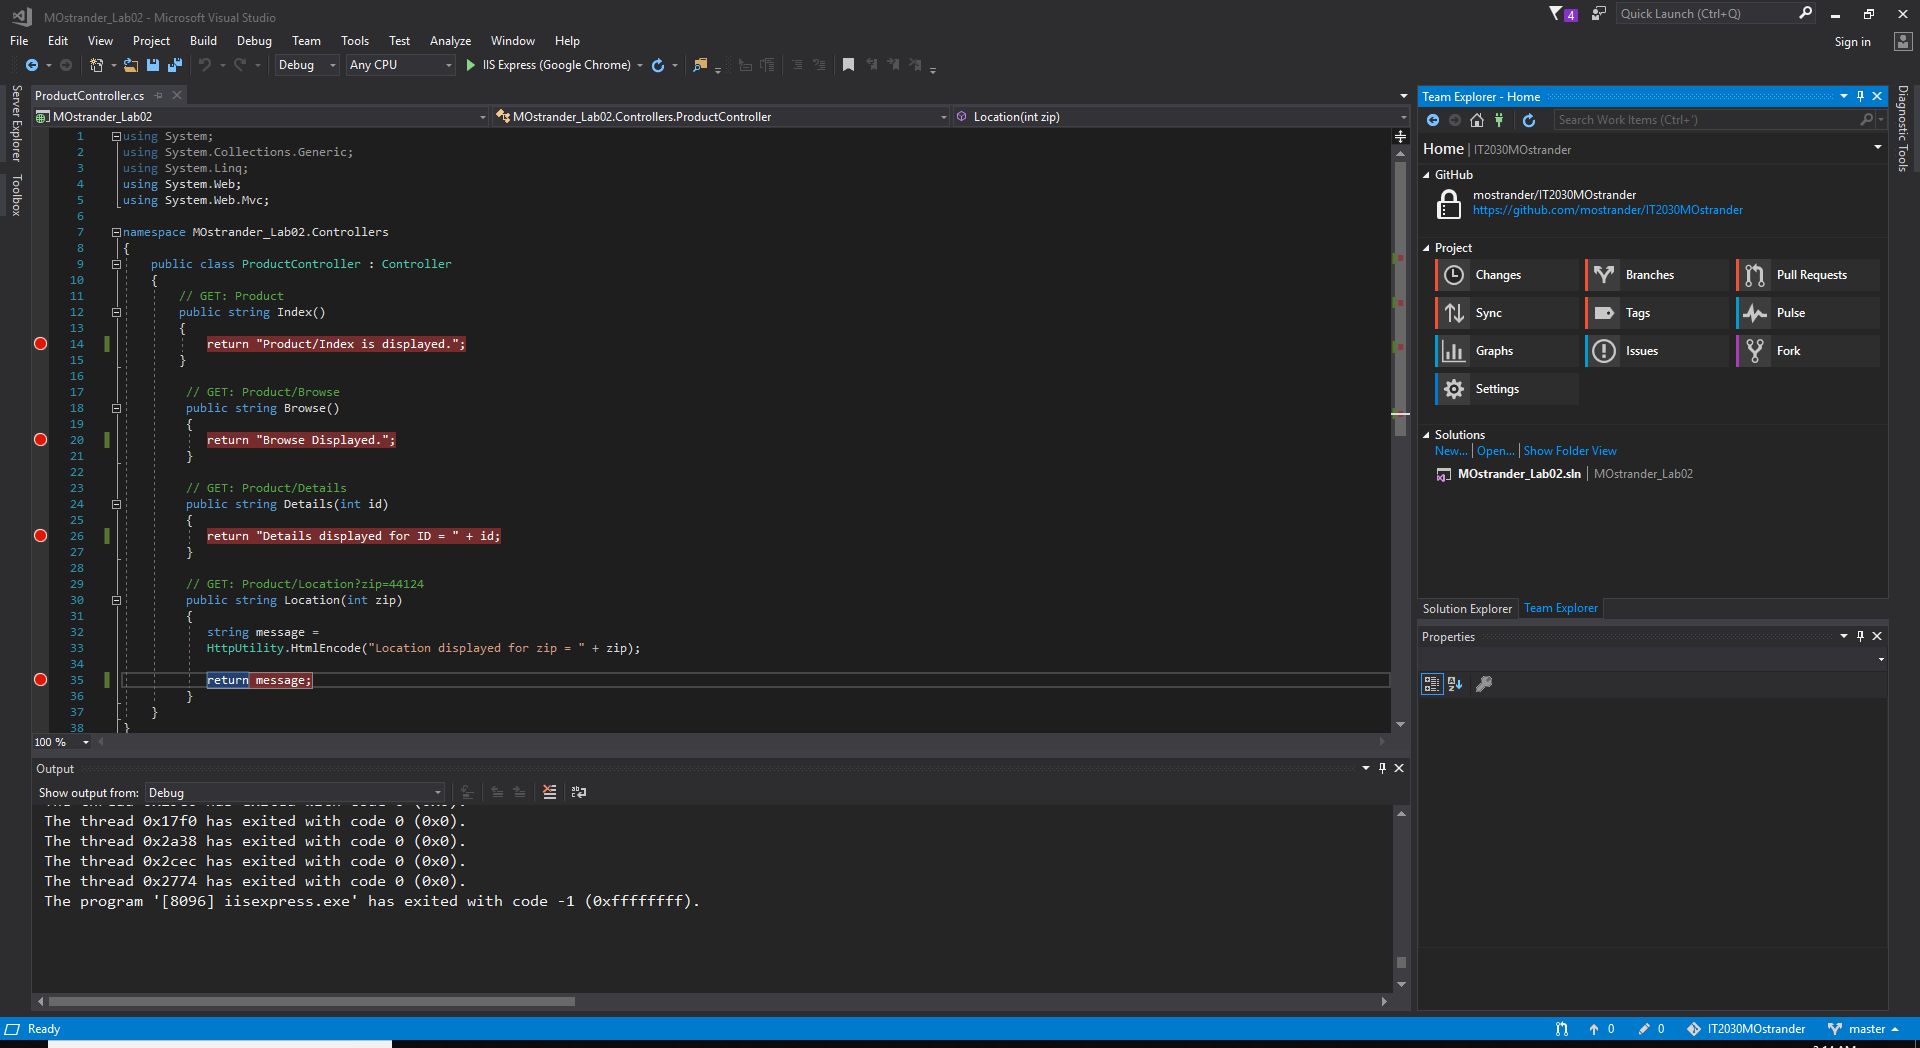 MOstrander_Lab02 - Microsoft Visual Studio
4
Quick Launch (Ctrl+Q)
File Edit View Project Build Debug Team Tools Test Analyze Window Help
Sign in
Debug Any CPU IIS Express (Google Chrome)
Server Explorer
Toolbox
ProductController.cs
MOstrander_Lab02 MOstrander_Lab02.Controllers.ProductController Location(int zip)
1 using System;
2 using System.Collections.Generic;
3 using System.Linq;
4 using System.Web;
5 using System.Web.Mvc;
6
7 namespace MOstrander_Lab02.Controllers
8 {
9 public class ProductController : Controller
10 {
11 // GET: Product
12 public string Index()
13 {
14 return "Product/Index is displayed.";
15 }
16
17 // GET: Product/Browse
18 public string Browse()
19 {
20 return "Browse Displayed.";
21 }
22
23 // GET: Product/Details
24 public string Details(int id)
25 {
26 return "Details displayed for ID = " + id;
27 }
28
29 // GET: Product/Location?zip=44124
30 public string Location(int zip)
31 {
32 string message =
33 HttpUtility.HtmlEncode("Location displayed for zip = " + zip);
34
35 return message;
36 }
37 }
38 }
100 %
Output
Show output from: Debug
The thread 0x17f0 has exited with code 0 (0x0).
The thread 0x2a38 has exited with code 0 (0x0).
The thread 0x2cec has exited with code 0 (0x0).
The thread 0x2774 has exited with code 0 (0x0).
The program '[8096] iisexpress.exe' has exited with code -1 (0xffffffff).
Team Explorer - Home
Search Work Items (Ctrl+')
Home | IT2030MOstrander
GitHub
mostrander/IT2030MOstrander
https://github.com/mostrander/IT2030MOstrander
Project
Changes Branches Pull Requests
Sync Tags Pulse
Graphs Issues Fork
Settings
Solutions
New... | Open... | Show Folder View
MOstrander_Lab02.sln | MOstrander_Lab02
Solution Explorer Team Explorer
Properties
Diagnostic Tools
Ready
0 0 IT2030MOstrander master